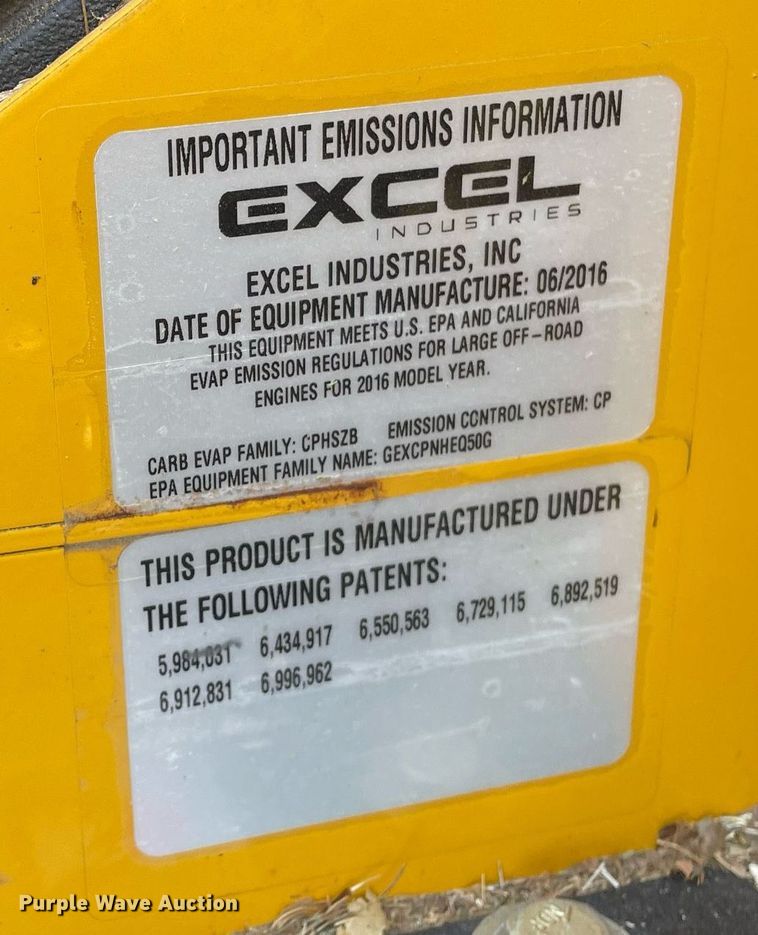 IMPORTANT EMISSIONS INFORMATION
EXCEL
INDUSTRIES
EXCEL INDUSTRIES, INC
DATE OF EQUIPMENT MANUFACTURE: 06/2016
THIS EQUIPMENT MEETS U.S. EPA AND CALIFORNIA
EVAP EMISSION REGULATIONS FOR LARGE OFF-ROAD
ENGINES FOR 2016 MODEL YEAR.
CARB EVAP FAMILY: CPHSZB EMISSION CONTROL SYSTEM: CP
EPA EQUIPMENT FAMILY NAME: GEXCPNHEQ50G
THIS PRODUCT IS MANUFACTURED UNDER
THE FOLLOWING PATENTS:
5,984,031 6,434,917 6,550,563 6,729,115 6,892,519
6,912,831 6,996,962
Purple Wave Auction